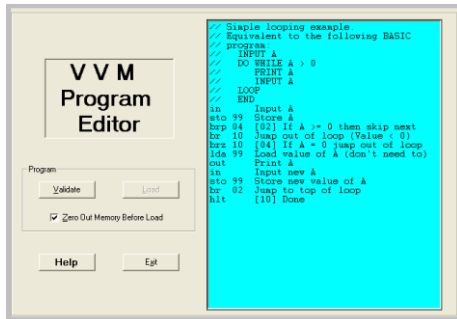 V V M
Program
Editor
Program
Validate
Load
Zero Out Memory Before Load
Help
Exit
// Simple looping example.
// Equivalent to the following BASIC
// program:
// INPUT A
// DO WHILE A > 0
// PRINT A
// INPUT A
// LOOP
// END
in Input A
sto 99 Store A
brp 04 [02] If A >= 0 then skip next
br 10 Jump out of loop (Value < 0)
brz 10 [04] If A = 0 jump out of loop
lda 99 Load value of A (don't need to)
out Print A
in Input new A
sto 99 Store new value of A
br 02 Jump to top of loop
hlt [10] Done